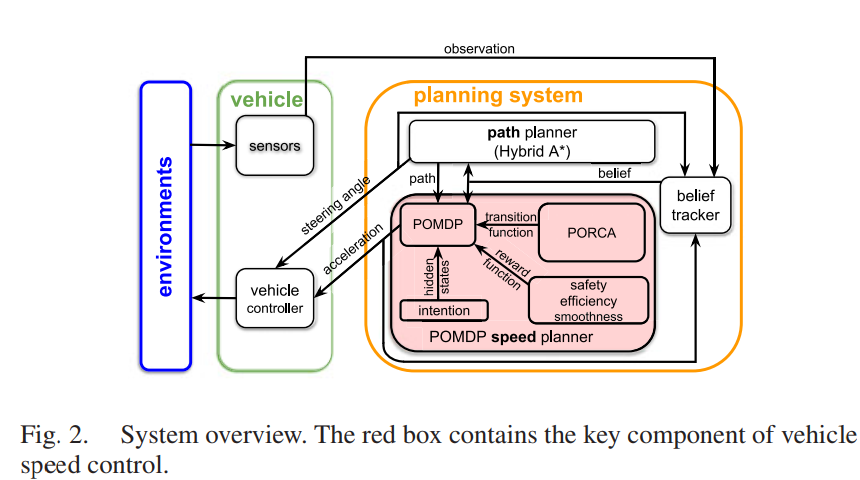 observation
vehicle
planning system
environments
sensors
path planner
(Hybrid A*)
steering angle
path
belief
belief
tracker
acceleration
POMDP
transition
function
PORCA
hidden
states
reward
function
vehicle
controller
intention
safety
efficiency
smoothness
POMDP speed planner
Fig. 2. System overview. The red box contains the key component of vehicle
speed control.